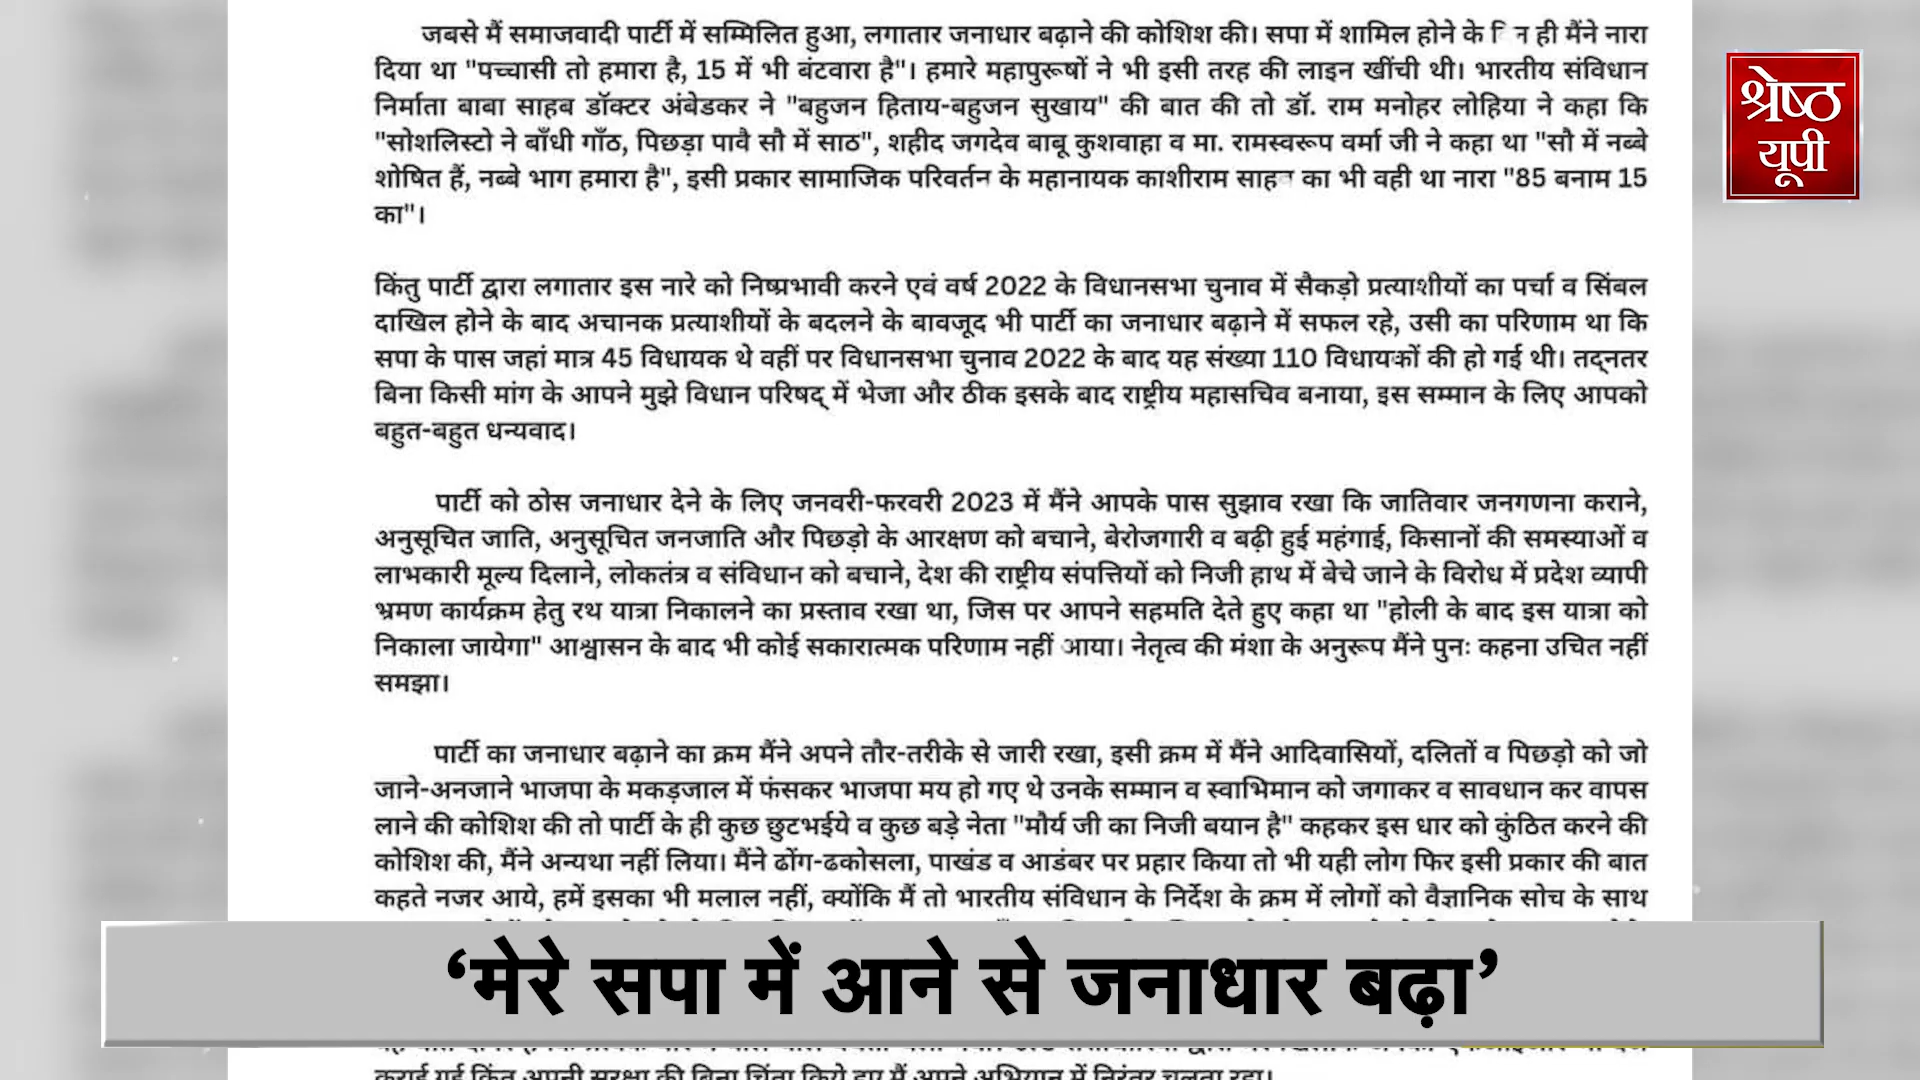 जबसे मैं समाजवादी पार्टी में सम्मिलित हुआ, लगातार जनाधार बढ़ाने की कोशिश की। सपा में शामिल होने के ही मैंने नारा
दिया था "पच्चासी तो हमारा है, 15 में भी बंटवारा है"। हमारे महापुरूषों ने भी इसी तरह की लाइन खींची थी। भारतीय संविधान
निर्माता बाबा साहब डॉक्टर अंबेडकर ने "बहुजन हिताय-बहुजन सुखाय" की बात की तो डॉ. राम मनोहर लोहिया ने कहा कि
"सोशलिस्टो ने बाँधी गाँठ, पिछड़ा पावै सौ में साठ", शहीद जगदेव बाबू कुशवाहा व मा. रामस्वरूप वर्मा जी ने कहा था "सौ में नब्बे
शोषित हैं, नब्बे भाग हमारा है", इसी प्रकार सामाजिक परिवर्तन के महानायक काशीराम साहब का भी वही था नारा "85 बनाम 15
का"।
किंतु पार्टी द्वारा लगातार इस नारे को निष्प्रभावी करने एवं वर्ष 2022 के विधानसभा चुनाव में सैकड़ो प्रत्याशीयों का पर्चा व सिंबल
दाखिल होने के बाद अचानक प्रत्याशीयों के बदलने के बावजूद भी पार्टी का जनाधार बढ़ाने में सफल रहे, उसी का परिणाम था कि
सपा के पास जहां मात्र 45 विधायक थे वहीं पर विधानसभा चुनाव 2022 के बाद यह संख्या 110 विधायकों की हो गई थी। तद्नतर
बिना किसी मांग के आपने मुझे विधान परिषद् में भेजा और ठीक इसके बाद राष्ट्रीय महासचिव बनाया, इस सम्मान के लिए आपको
बहुत-बहुत धन्यवाद।
पार्टी को ठोस जनाधार देने के लिए जनवरी-फरवरी 2023 में मैंने आपके पास सुझाव रखा कि जातिवार जनगणना कराने,
अनुसूचित जाति, अनुसूचित जनजाति और पिछड़ो के आरक्षण को बचाने, बेरोजगारी व बढ़ी हुई महंगाई, किसानों की समस्याओं व
लाभकारी मूल्य दिलाने, लोकतंत्र व संविधान को बचाने, देश की राष्ट्रीय संपत्तियों को निजी हाथ में बेचे जाने के विरोध में प्रदेश व्यापी
भ्रमण कार्यक्रम हेतु रथ यात्रा निकालने का प्रस्ताव रखा था, जिस पर आपने सहमति देते हुए कहा था "होली के बाद इस यात्रा को
निकाला जायेगा" आश्वासन के बाद भी कोई सकारात्मक परिणाम नहीं आया। नेतृत्व की मंशा के अनुरूप मैंने पुनः कहना उचित नहीं
समझा।
पार्टी का जनाधार बढ़ाने का क्रम मैंने अपने तौर-तरीके से जारी रखा, इसी क्रम में मैंने आदिवासियों, दलितों व पिछड़ो को जो
जाने-अनजाने भाजपा के मकड़जाल में फंसकर भाजपा मय हो गए थे उनके सम्मान व स्वाभिमान को जगाकर व सावधान कर वापस
लाने की कोशिश की तो पार्टी के ही कुछ छुटभईये व कुछ बड़े नेता "मौर्य जी का निजी बयान है" कहकर इस धार को कुंठित करने की
कोशिश की, मैंने अन्यथा नहीं लिया। मैंने ढोंग-ढकोसला, पाखंड व आडंबर पर प्रहार किया तो भी यही लोग फिर इसी प्रकार की बात
कहते नजर आये, हमें इसका भी मलाल नहीं, क्योंकि मैं तो भारतीय संविधान के निर्देश के क्रम में लोगों को वैज्ञानिक सोच के साथ
‘मेरे सपा में आने से जनाधार बढ़ा’
कराई गई किंतु अपनी सुरक्षा की बिना चिंता किये हुए मैं अपने अभियान में निरंतर चलता रहा।
श्रेष्ठ
यूपी